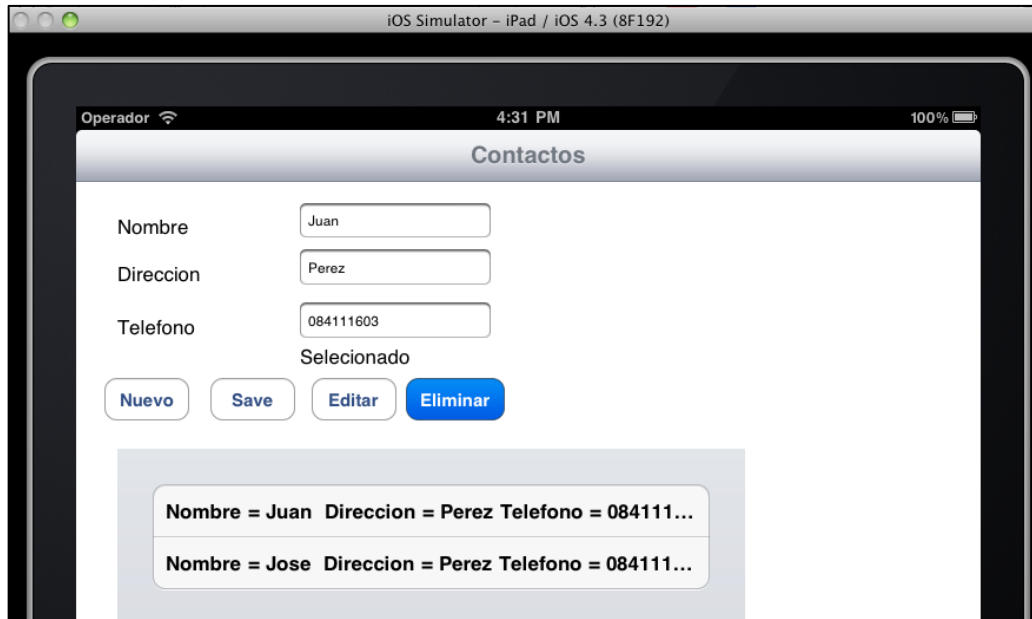 iOS Simulator – iPad / iOS 4.3 (8F192)
Operador 4:31 PM 100%
Contactos
Nombre Juan
Direccion Perez
Telefono 084111603
Selecionado
Nuevo Save Editar Eliminar
Nombre = Juan Direccion = Perez Telefono = 084111...
Nombre = Jose Direccion = Perez Telefono = 084111...